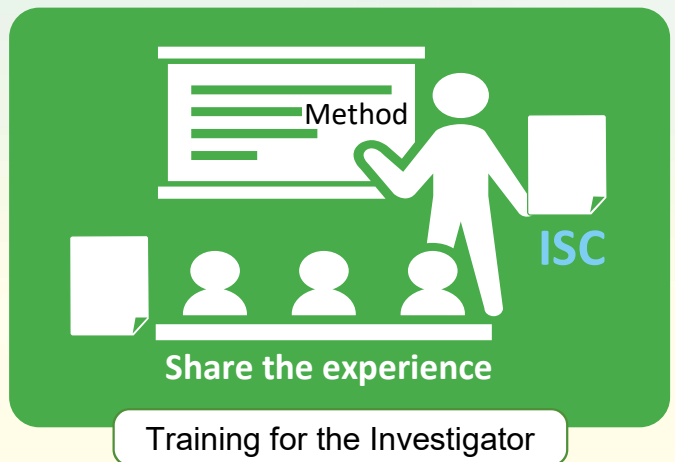 Method
ISC
Share the experience
Training for the Investigator